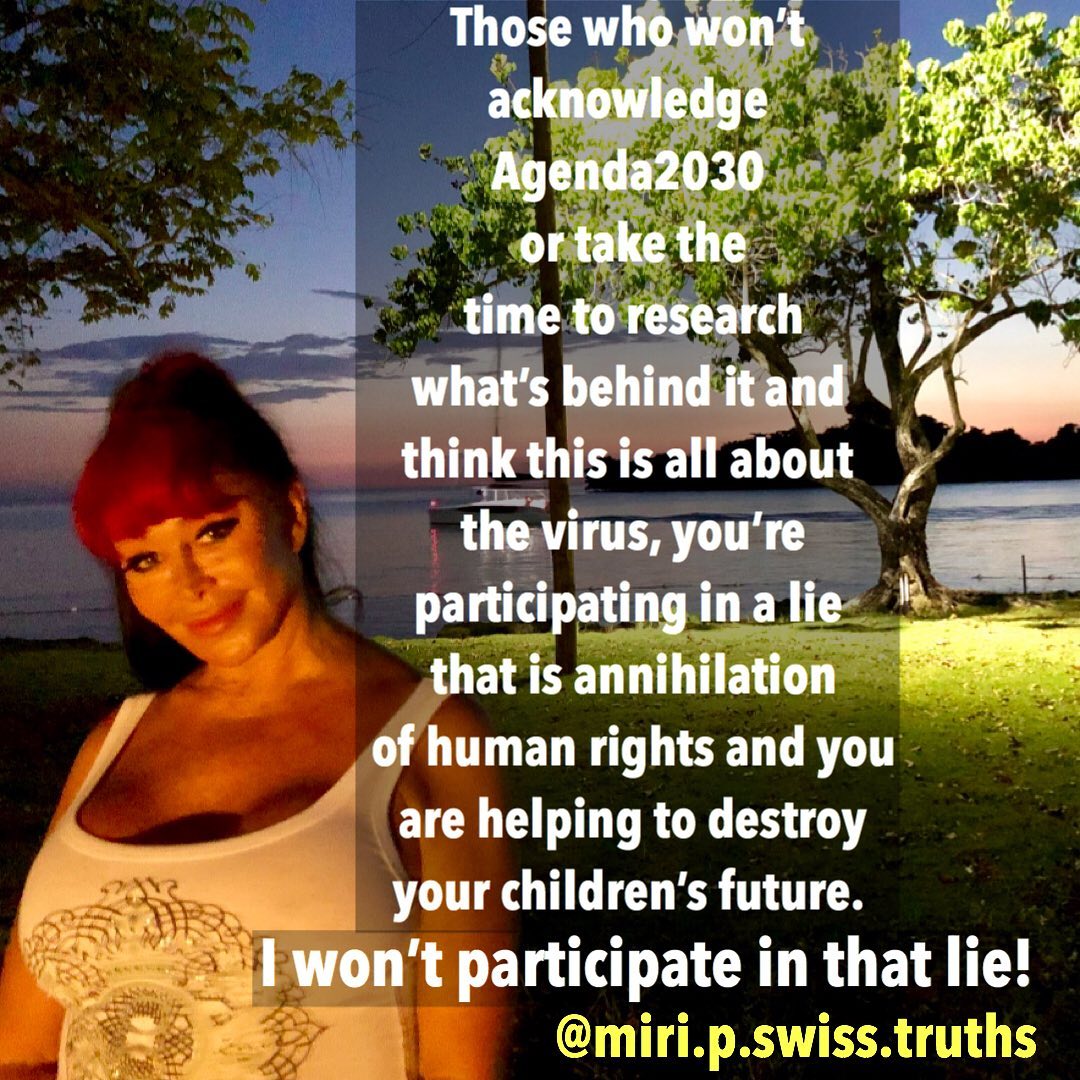 Those who won't
acknowledge
Agenda2030
or take the
time to research
what's behind it and
think this is all about
the virus, you're
participating in a lie
that is annihilation
of human rights and you
are helping to destroy
your children's future.
I won't participate in that lie!
@miri.p.swiss.truths